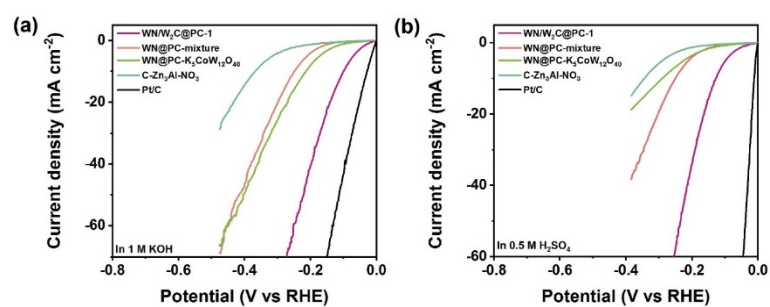 (a)
WN/W₂C@PC-1
WN@PC-mixture
WN@PC-K₅CoW₁₂O₄₀
C-Zn₃Al-NO₃
Pt/C
0
-20
-40
-60
Current density (mA cm⁻²)
In 1 M KOH
-0.8 -0.6 -0.4 -0.2 0.0
Potential (V vs RHE)
(b)
WN/W₂C@PC-1
WN@PC-mixture
WN@PC-K₅CoW₁₂O₄₀
C-Zn₃Al-NO₃
Pt/C
0
-20
-40
-60
Current density (mA cm⁻²)
In 0.5 M H₂SO₄
-0.8 -0.6 -0.4 -0.2 0.0
Potential (V vs RHE)